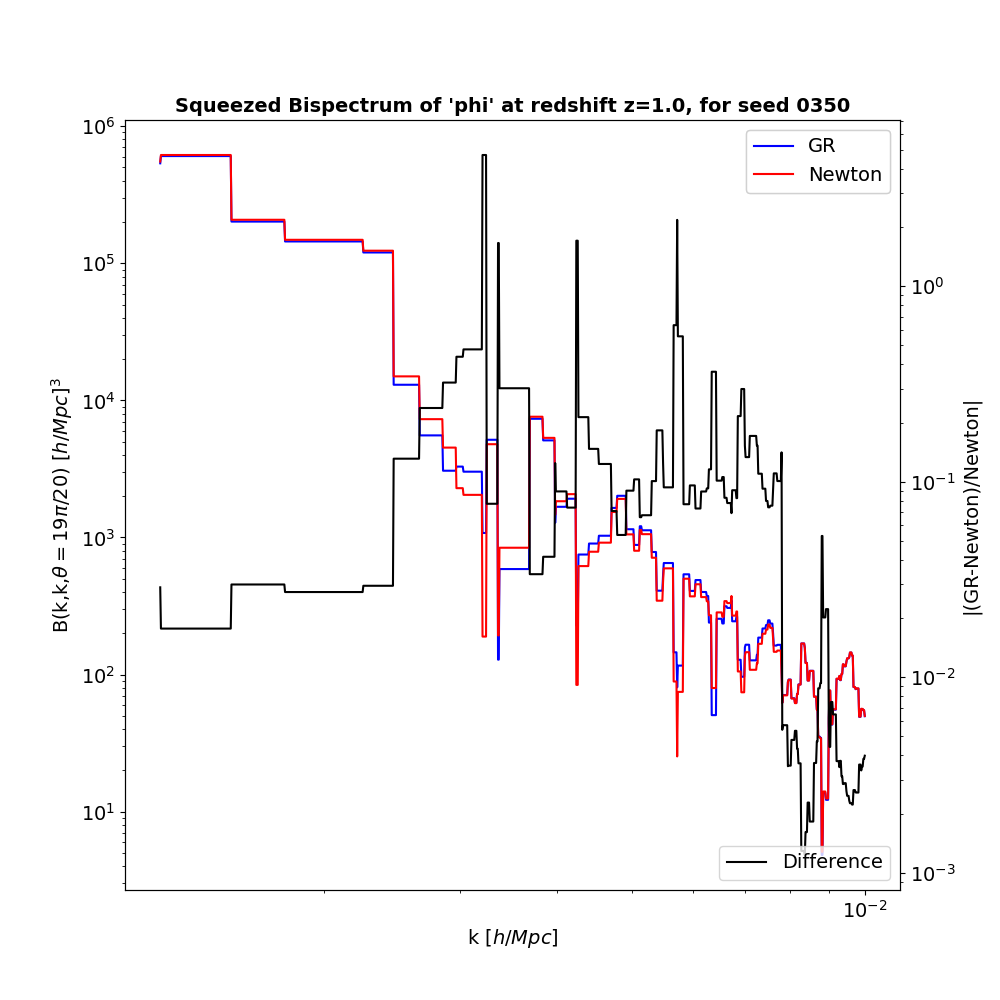 Squeezed Bispectrum of 'phi' at redshift z=1.0, for seed 0350
GR
Newton
10⁶
10⁵
10⁴
10³
10²
10¹
B(k,k,θ = 19π/20) [h/Mpc]³
10⁰
10⁻¹
10⁻²
10⁻³
|(GR-Newton)/Newton|
Difference
10⁻²
k [h/Mpc]